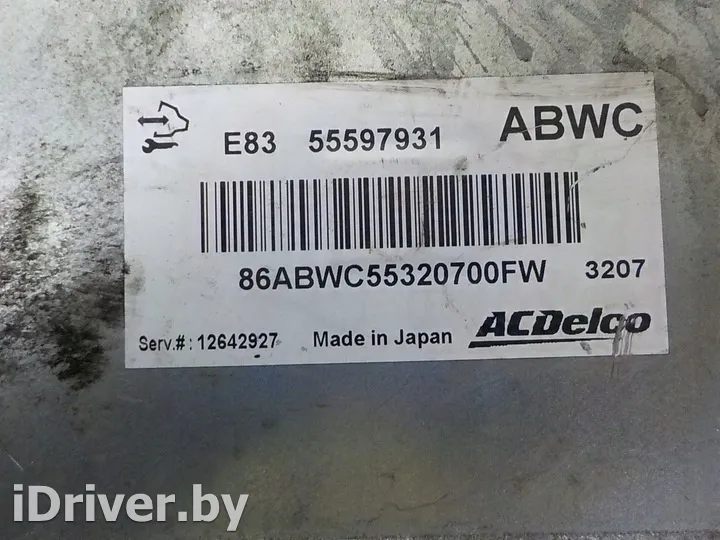 E83 55597931 ABWC
86ABWC55320700FW 3207
Serv.#: 12642927 Made in Japan ACDelco
iDriver.by